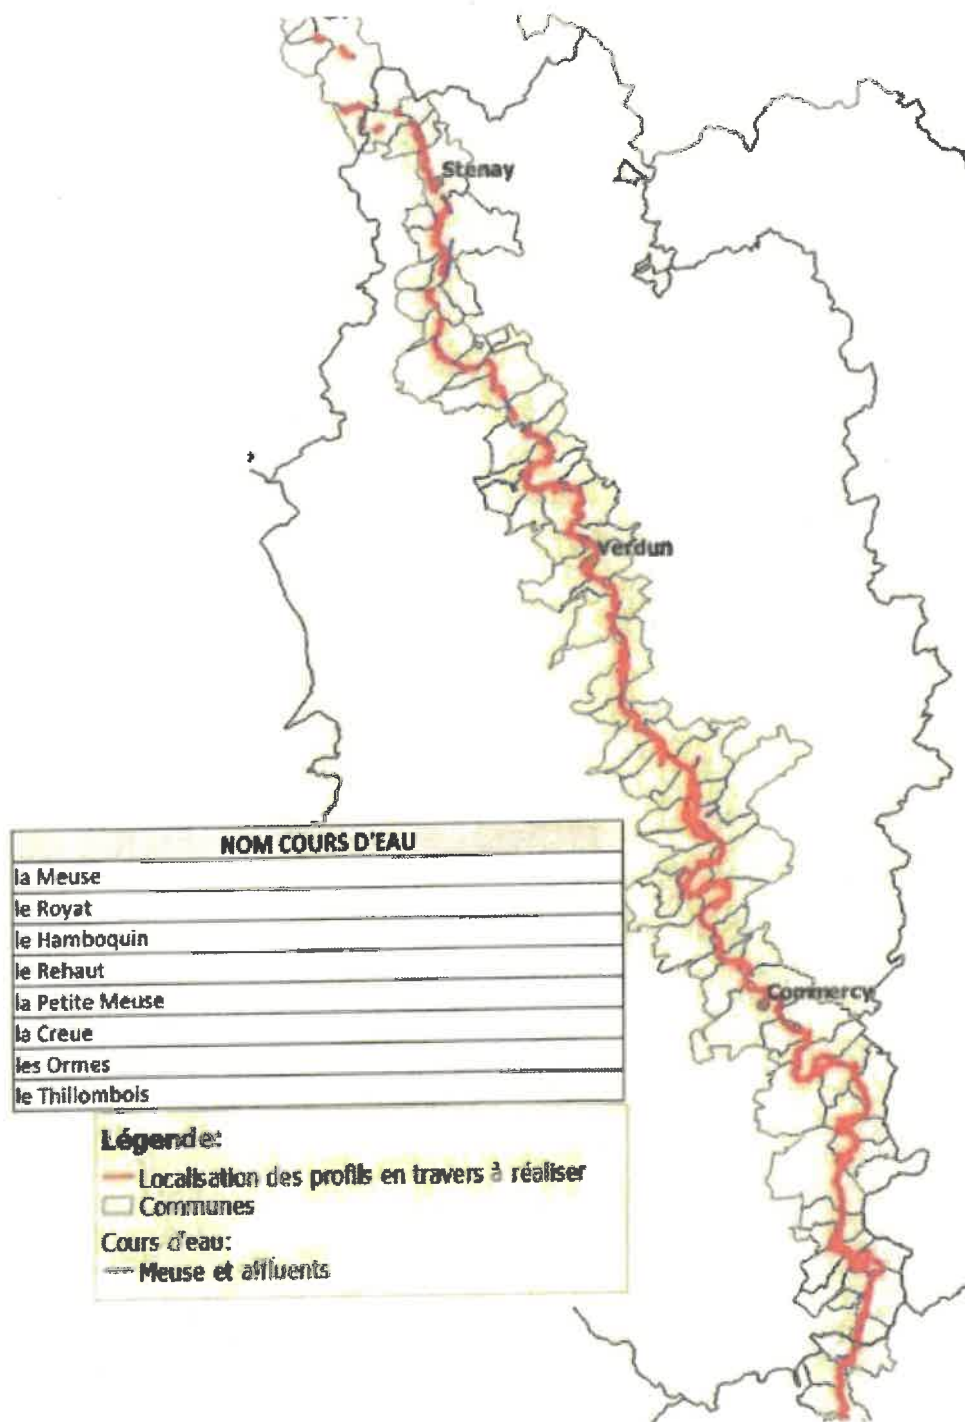 Stenay
Verdun
NOM COURS D'EAU
la Meuse
le Royat
le Hamboquin
le Rehaut
la Petite Meuse
la Creue
les Ormes
le Thillombois
Commercy
Légende:
Localisation des profils en travers à réaliser
Communes
Cours d'eau:
Meuse et affluents